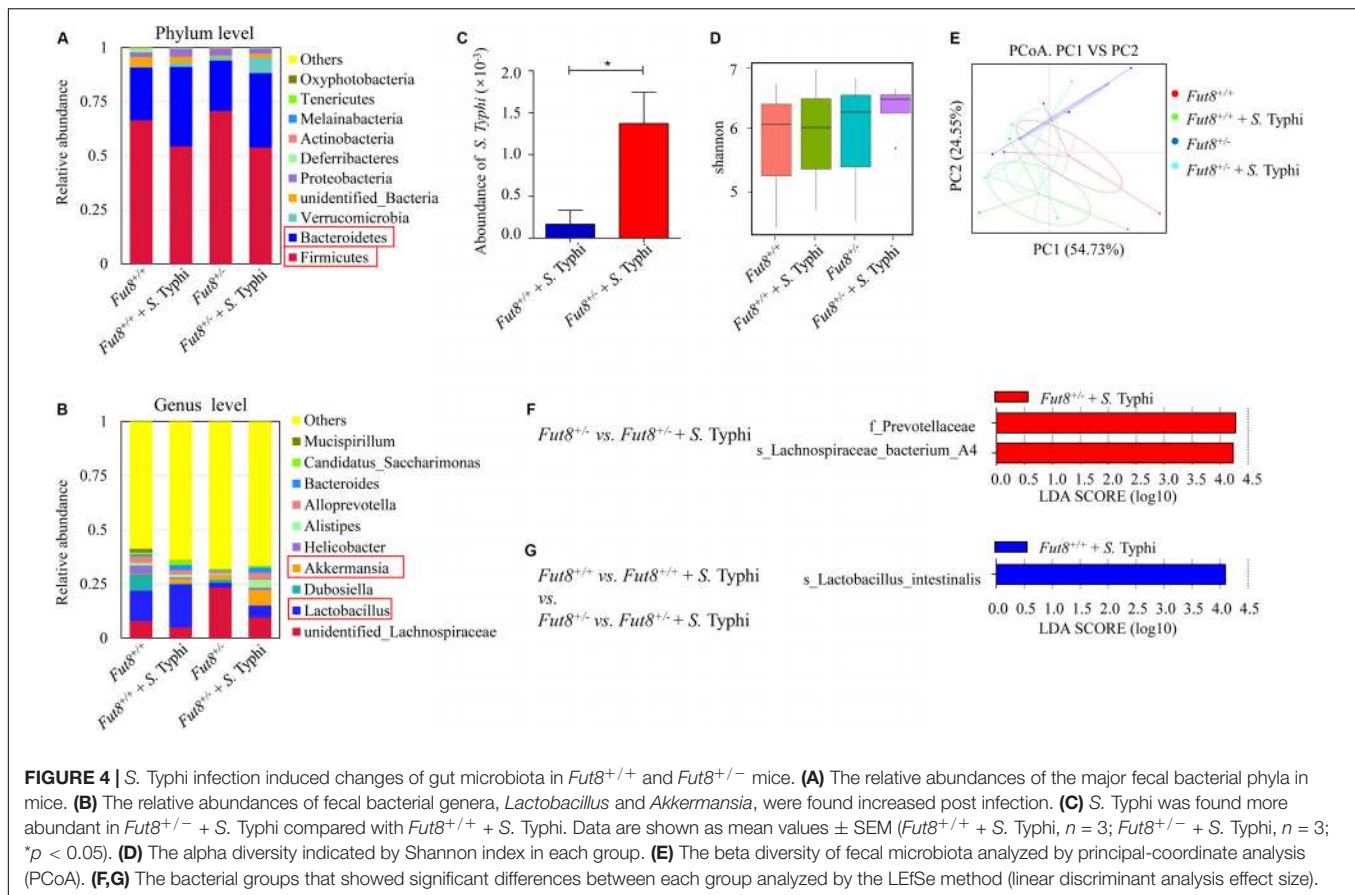 A
Phylum level
Relative abundance
1
0.75
0.5
0.25
0
Fut8+/+
Fut8+/+ + S. Typhi
Fut8+/-
Fut8+/- + S. Typhi
Others
Oxyphotobacteria
Tenericutes
Melainabacteria
Actinobacteria
Deferribacteres
Proteobacteria
unidentified_Bacteria
Verrucomicrobia
Bacteroidetes
Firmicutes
C
Aboundance of S. Typhi (×10⁻³)
2.0
1.5
1.0
0.5
0.0
*
Fut8+/+ + S. Typhi
Fut8+/- + S. Typhi
D
shannon
7
6
5
Fut8+/+
Fut8+/+ + S. Typhi
Fut8+/-
Fut8+/- + S. Typhi
E
PCoA. PC1 VS PC2
PC2 (24.55%)
PC1 (54.73%)
Fut8+/+
Fut8+/+ + S. Typhi
Fut8+/-
Fut8+/- + S. Typhi
B
Genus level
Relative abundance
1
0.75
0.5
0.25
0
Fut8+/+
Fut8+/+ + S. Typhi
Fut8+/-
Fut8+/- + S. Typhi
Others
Mucispirillum
Candidatus_Saccharimonas
Bacteroides
Alloprevotella
Alistipes
Helicobacter
Akkermansia
Dubosiella
Lactobacillus
unidentified_Lachnospiraceae
F
Fut8+/- vs. Fut8+/- + S. Typhi
Fut8+/- + S. Typhi
f_Prevotellaceae
s_Lachnospiraceae_bacterium_A4
0.0 0.5 1.0 1.5 2.0 2.5 3.0 3.5 4.0 4.5
LDA SCORE (log10)
G
Fut8+/+ vs. Fut8+/+ + S. Typhi
vs.
Fut8+/- vs. Fut8+/- + S. Typhi
Fut8+/+ + S. Typhi
s_Lactobacillus_intestinalis
0.0 0.5 1.0 1.5 2.0 2.5 3.0 3.5 4.0 4.5
LDA SCORE (log10)
FIGURE 4 | S. Typhi infection induced changes of gut microbiota in Fut8+/+ and Fut8+/− mice. (A) The relative abundances of the major fecal bacterial phyla in
mice. (B) The relative abundances of fecal bacterial genera, Lactobacillus and Akkermansia, were found increased post infection. (C) S. Typhi was found more
abundant in Fut8+/− + S. Typhi compared with Fut8+/+ + S. Typhi. Data are shown as mean values ± SEM (Fut8+/+ + S. Typhi, n = 3; Fut8+/− + S. Typhi, n = 3;
*p < 0.05). (D) The alpha diversity indicated by Shannon index in each group. (E) The beta diversity of fecal microbiota analyzed by principal-coordinate analysis
(PCoA). (F,G) The bacterial groups that showed significant differences between each group analyzed by the LEfSe method (linear discriminant analysis effect size).